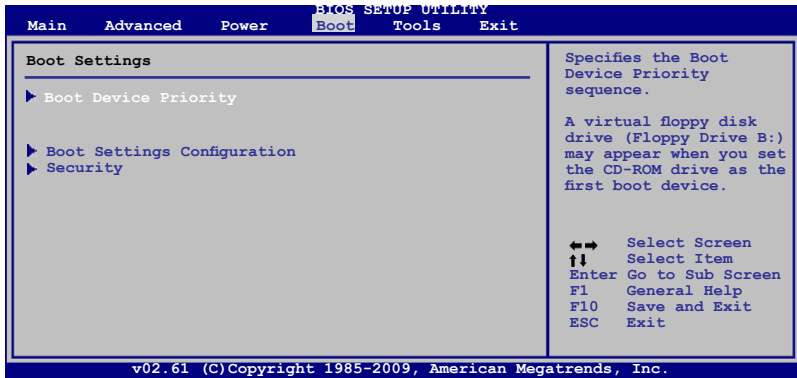 BIOS SETUP UTILITY
Main Advanced Power Boot Tools Exit
Boot Settings
Boot Device Priority
Boot Settings Configuration
Security
Specifies the Boot
Device Priority
sequence.
A virtual floppy disk
drive (Floppy Drive B:)
may appear when you set
the CD-ROM drive as the
first boot device.
Select Screen
Select Item
Enter Go to Sub Screen
F1 General Help
F10 Save and Exit
ESC Exit
v02.61 (C)Copyright 1985-2009, American Megatrends, Inc.